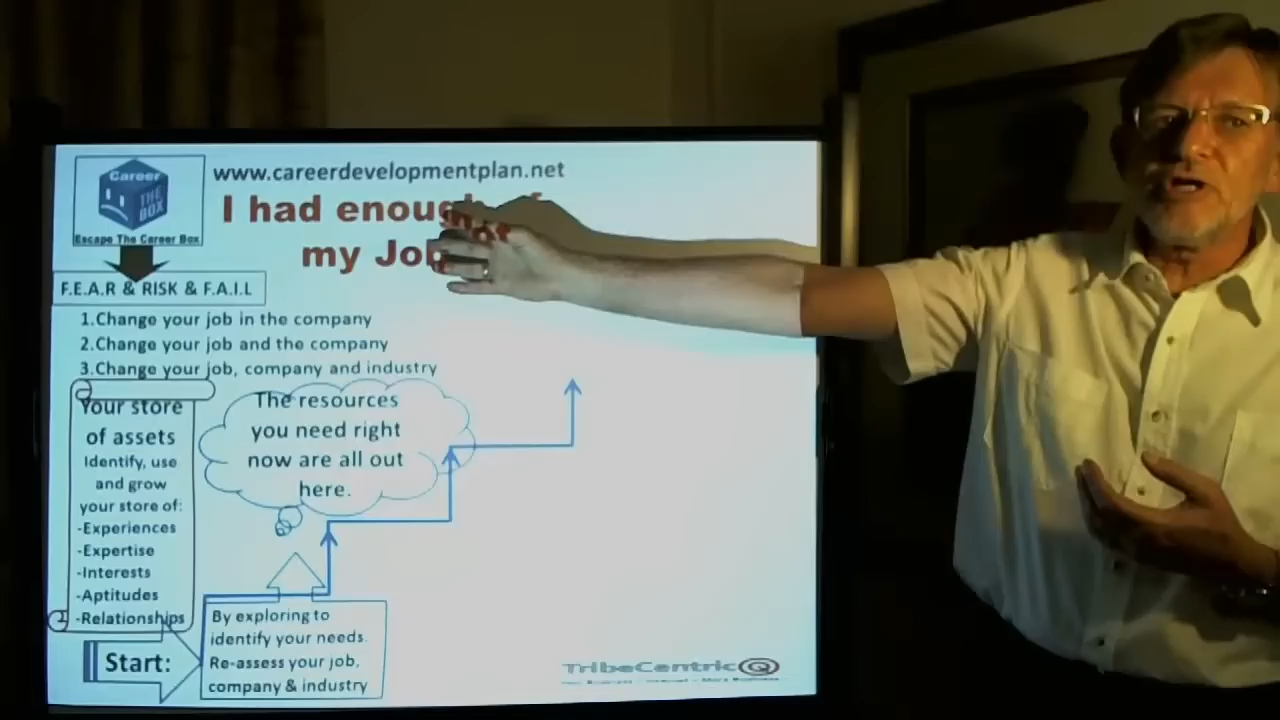 Career
THE
BOX
Escape The Career Box
www.careerdevelopmentplan.net
I had enough of
my Job
F.E.A.R & RISK & F.A.I.L
1.Change your job in the company
2.Change your job and the company
3.Change your job, company and industry
Your store
of assets
Identify, use
and grow
your store of:
-Experiences
-Expertise
-Interests
-Aptitudes
-Relationships
The resources
you need right
now are all out
here.
Start:
By exploring to
identify your needs.
Re-assess your job,
company & industry
TribeCentric